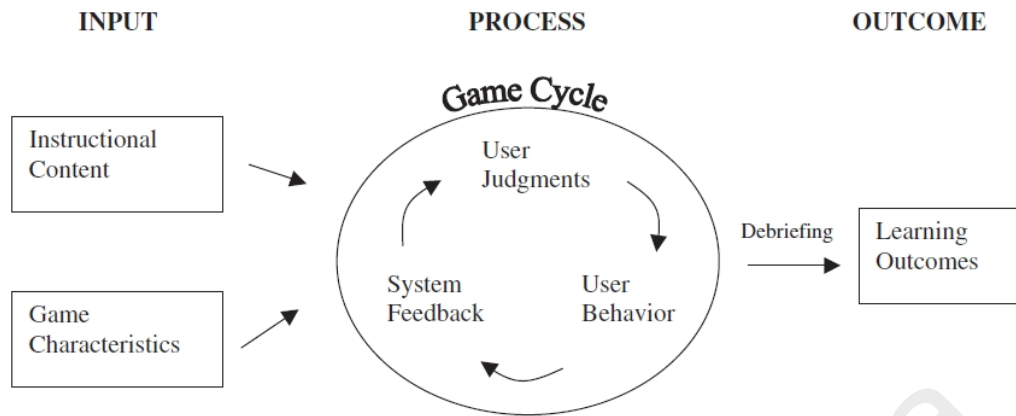 INPUT
PROCESS
OUTCOME
Game Cycle
Instructional
Content
User
Judgments
Debriefing
Learning
Outcomes
System
Feedback
User
Behavior
Game
Characteristics